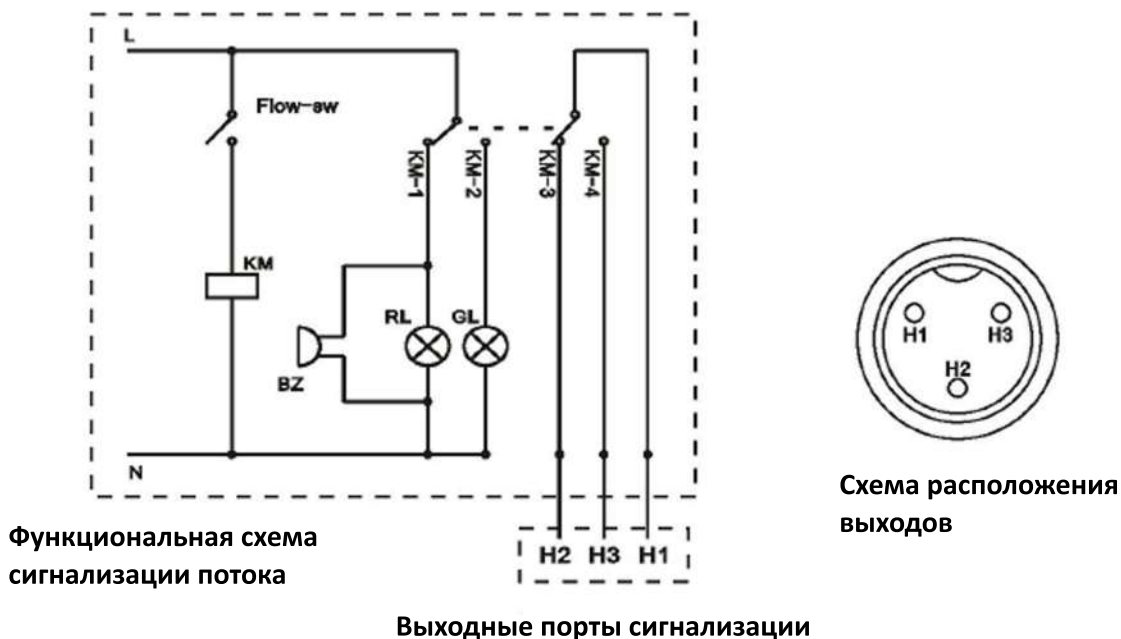 L
Flow-sw
KM-1
KM-2
KM-3
KM-4
KM
RL
GL
BZ
N
H2 H3 H1
H1
H3
H2
Схема расположения
выходов
Функциональная схема
сигнализации потока
Выходные порты сигнализации